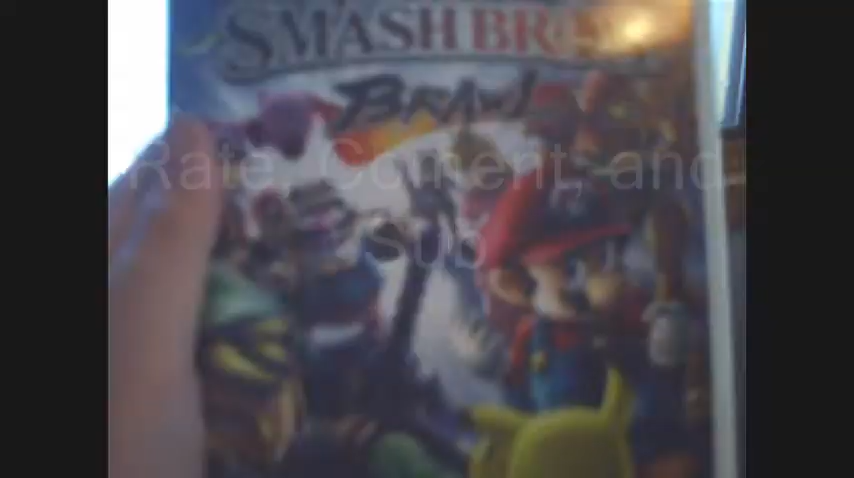 SMASH BROS
BRAWL
Rate, Coment, and
Sub